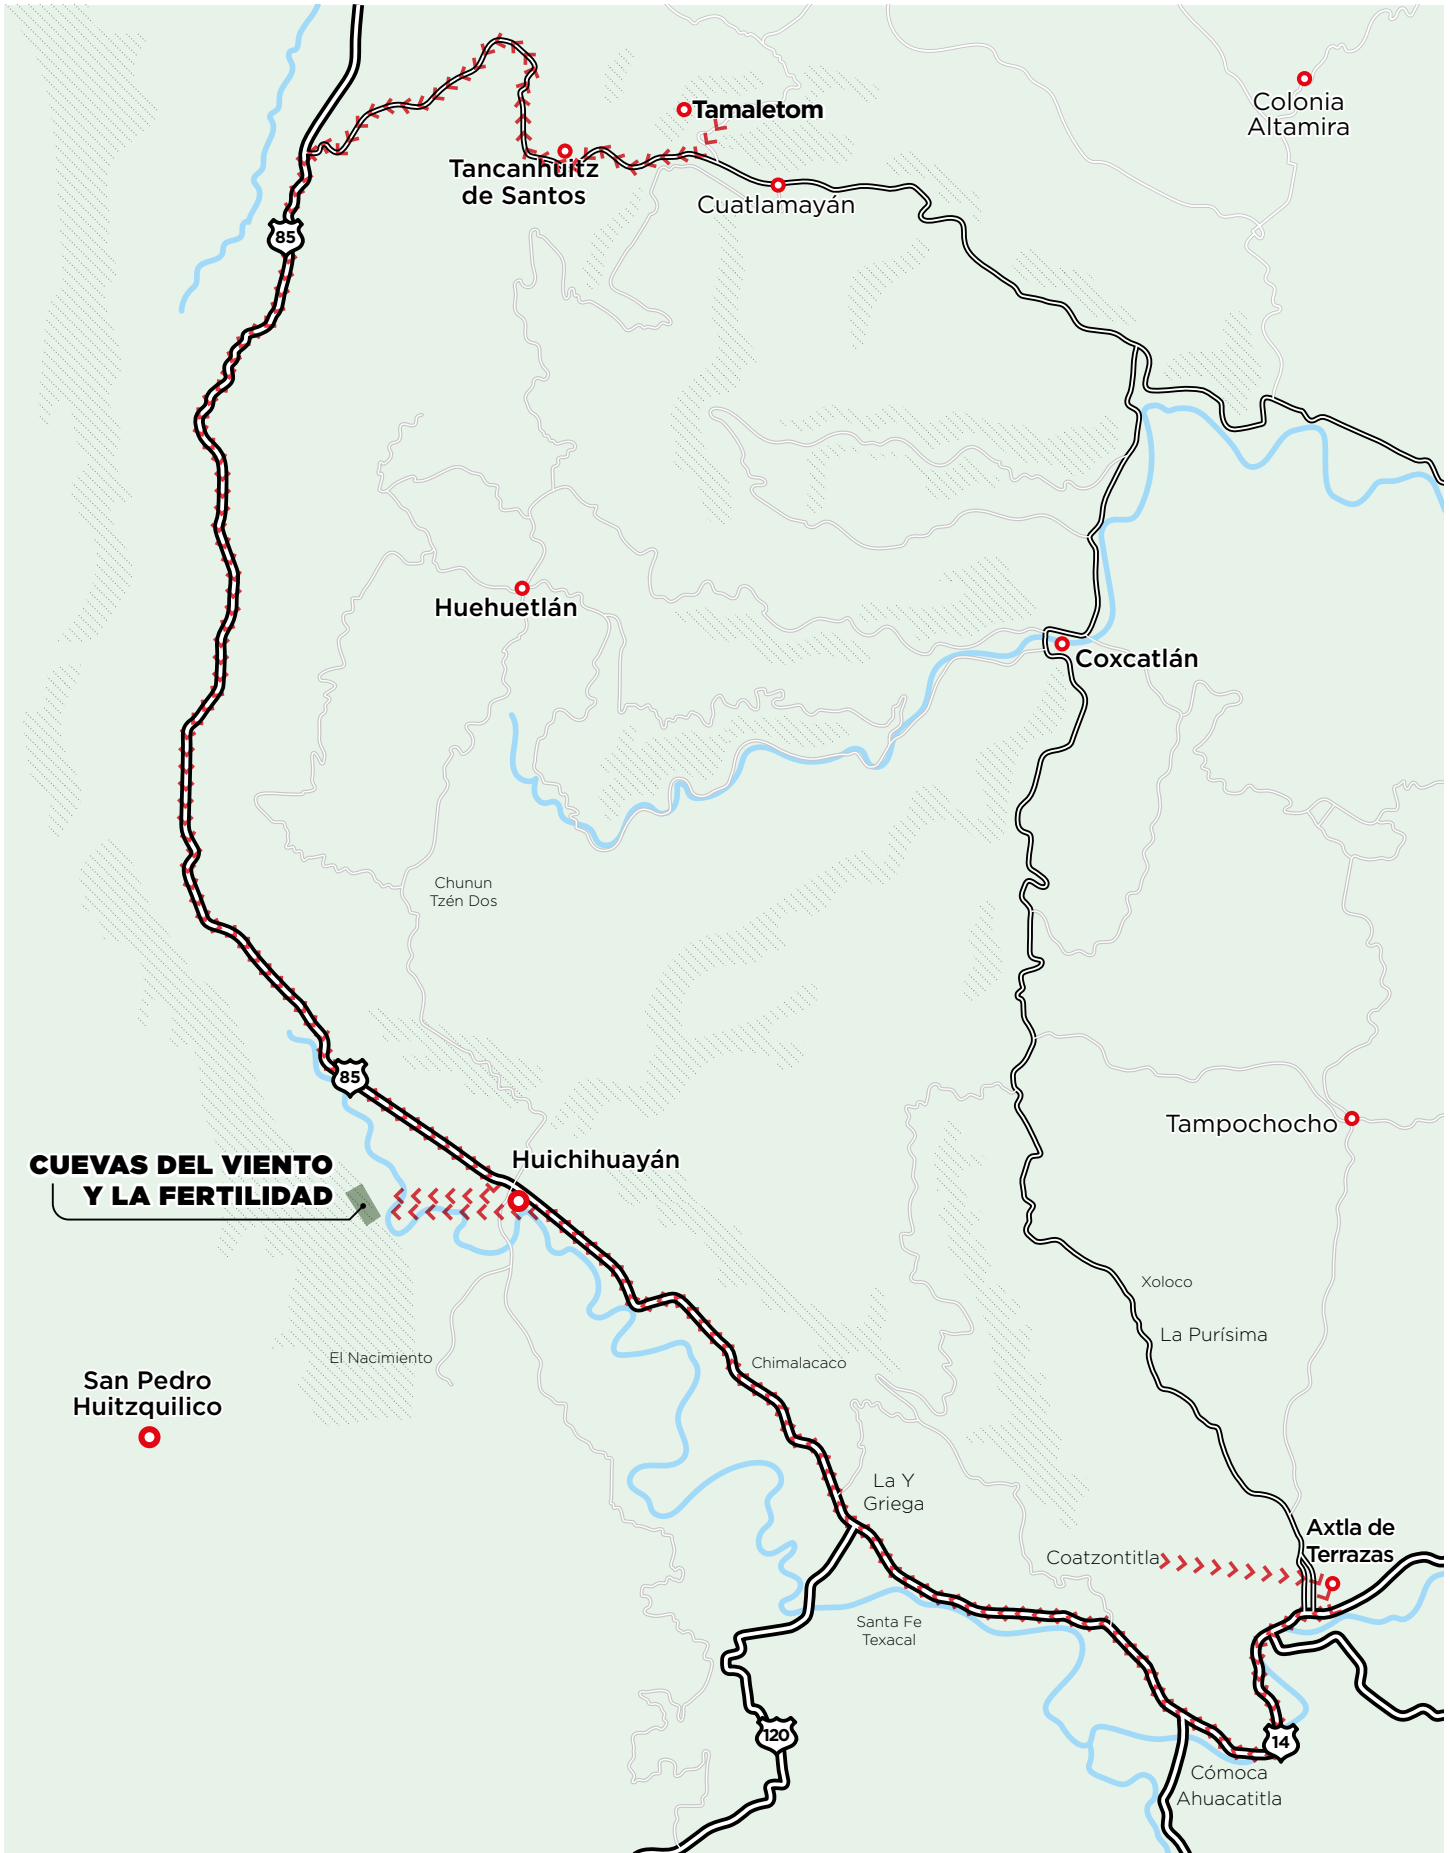 Colonia
Altamira
Tamaletom
Tancanhuitz
de Santos
Cuatlamayán
85
Huehuetlán
Coxcatlán
Chunun
Tzén Dos
85
Tampochocho
CUEVAS DEL VIENTO
Y LA FERTILIDAD
Huichihuayán
Xoloco
La Purísima
El Nacimiento
Chimalacaco
San Pedro
Huitzquilico
La Y
Griega
Axtla de
Terrazas
Coatzontitla
Santa Fe
Texacal
120
14
Cómoca
Ahuacatitla